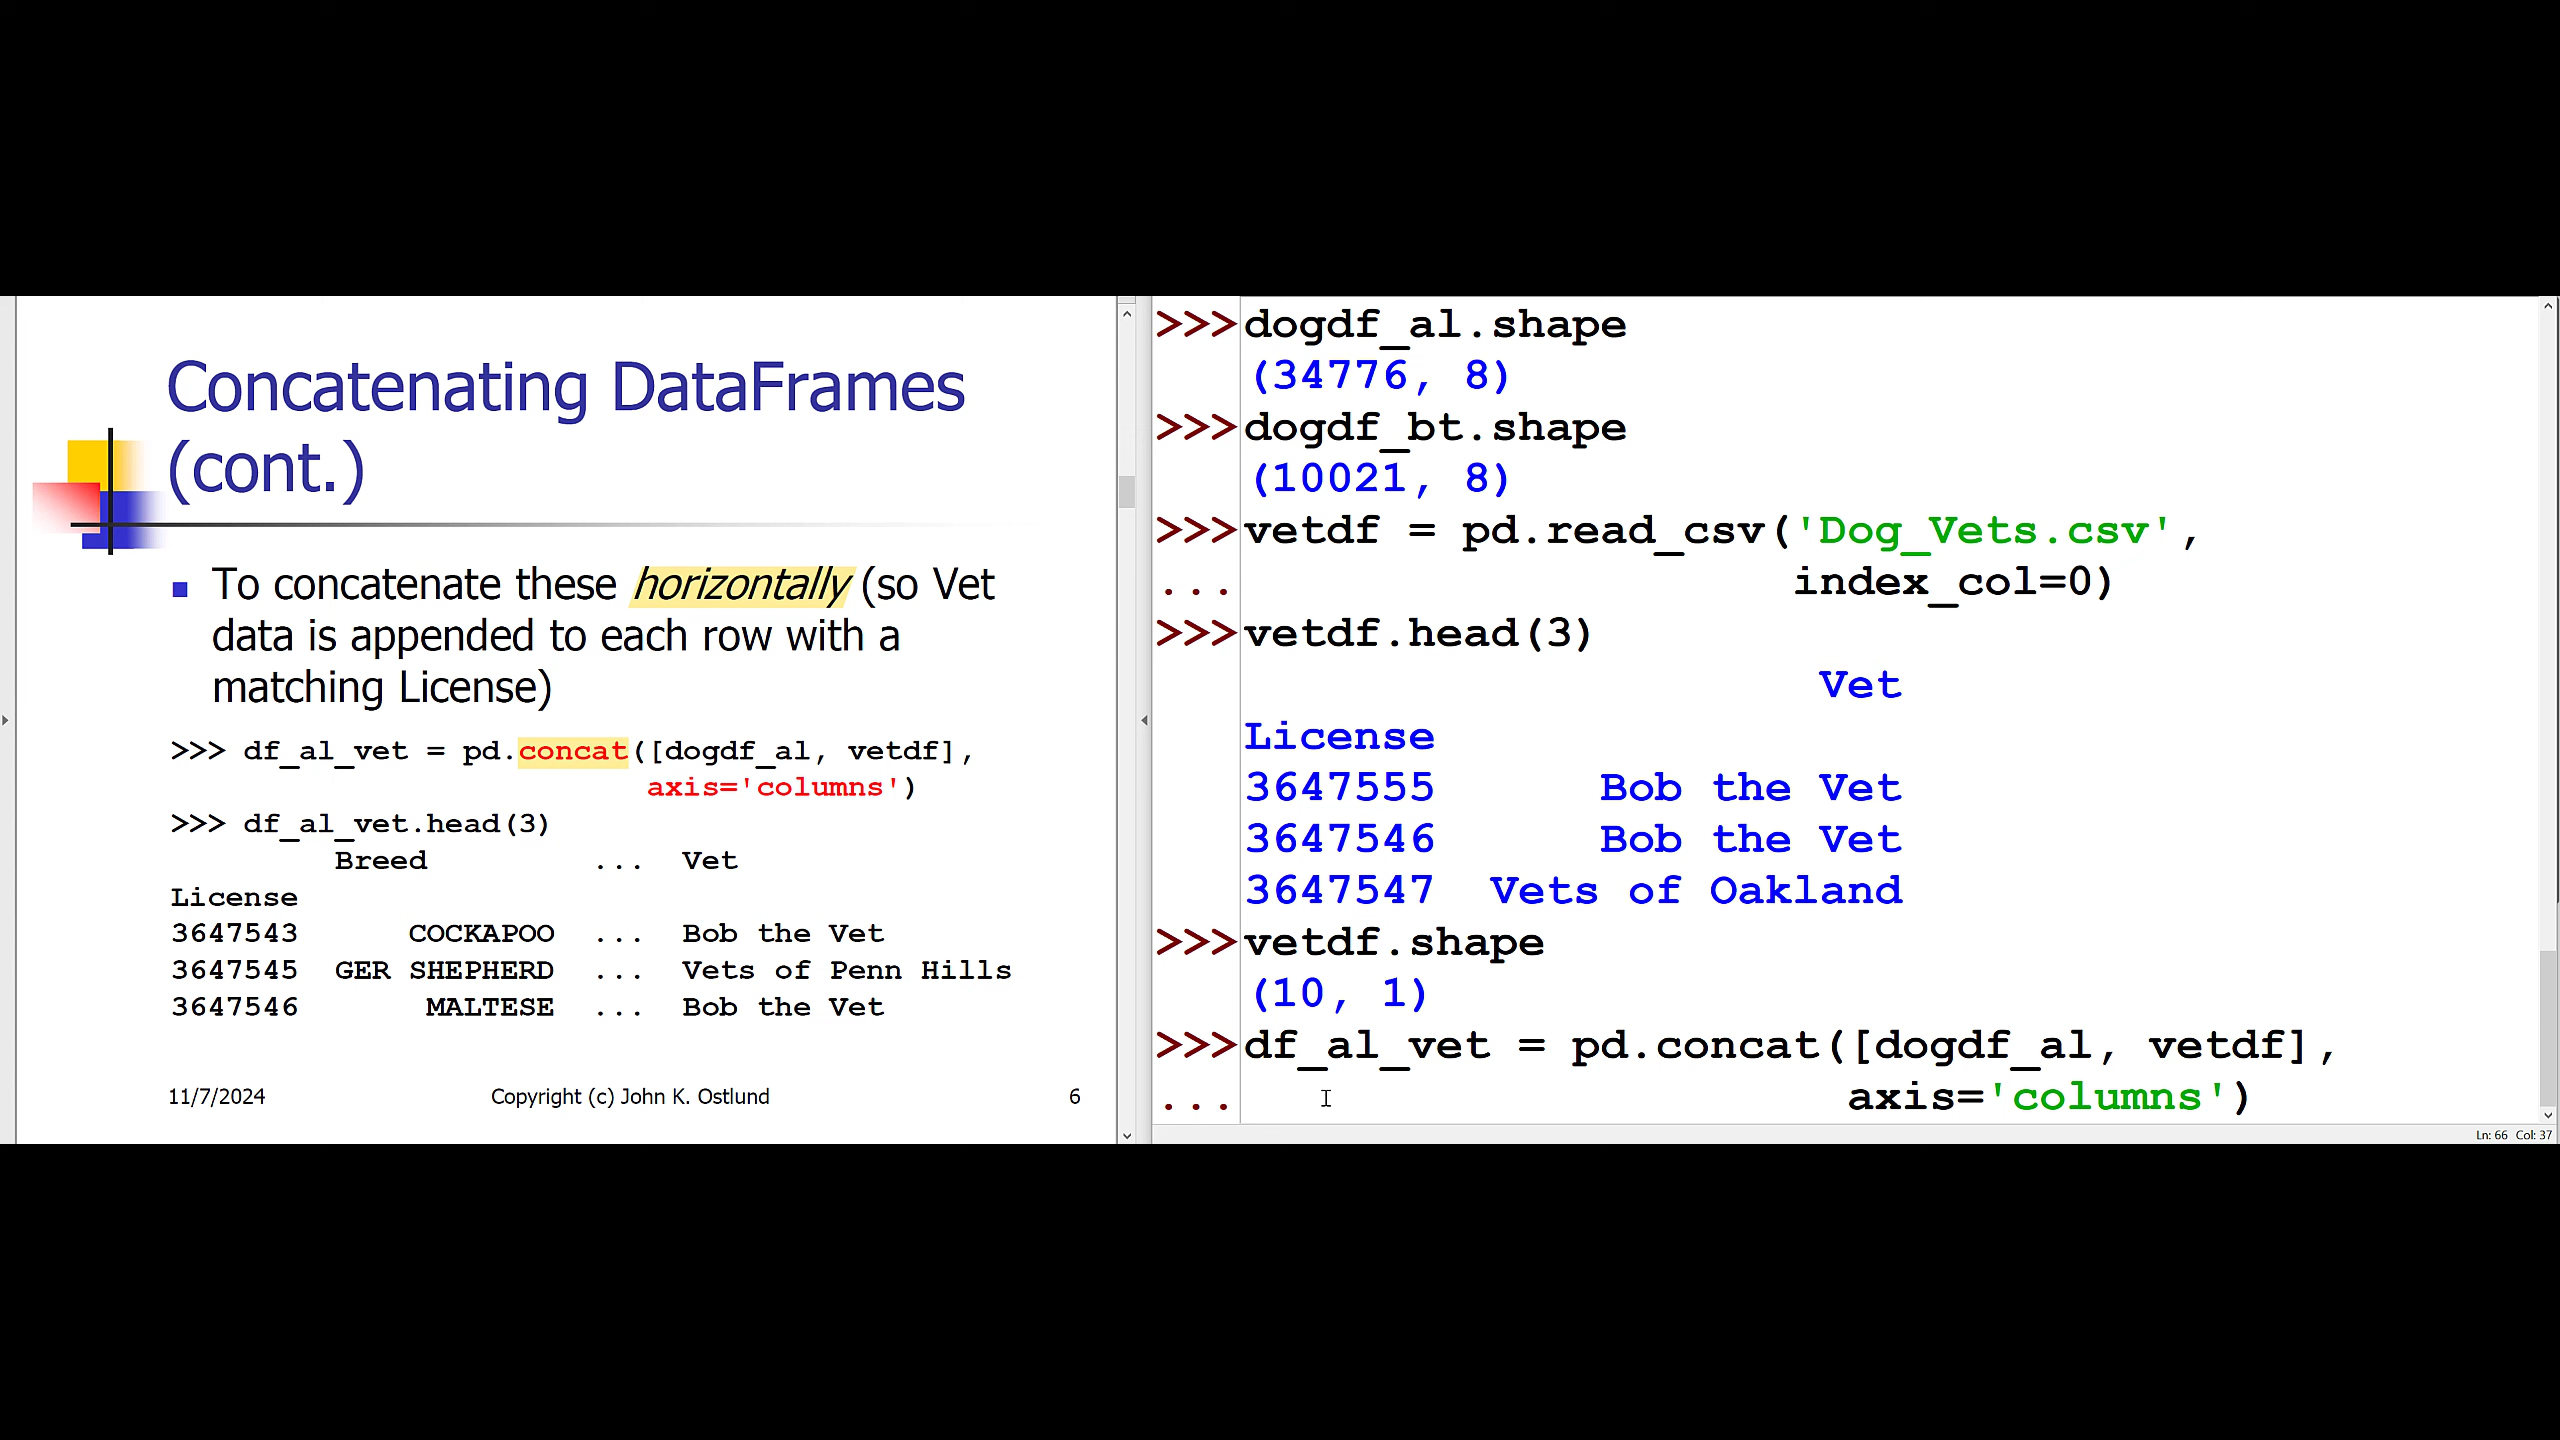 Concatenating DataFrames
(cont.)
To concatenate these horizontally (so Vet
data is appended to each row with a
matching License)
>>> df_al_vet = pd.concat([dogdf_al, vetdf],
axis='columns')
>>> df_al_vet.head(3)
Breed ... Vet
License
3647543 COCKAPOO ... Bob the Vet
3647545 GER SHEPHERD ... Vets of Penn Hills
3647546 MALTESE ... Bob the Vet
11/7/2024 Copyright (c) John K. Ostlund 6
>>> dogdf_al.shape
(34776, 8)
>>> dogdf_bt.shape
(10021, 8)
>>> vetdf = pd.read_csv('Dog_Vets.csv',
... index_col=0)
>>> vetdf.head(3)
Vet
License
3647555 Bob the Vet
3647546 Bob the Vet
3647547 Vets of Oakland
>>> vetdf.shape
(10, 1)
>>> df_al_vet = pd.concat([dogdf_al, vetdf],
... axis='columns')
Ln: 66 Col: 37